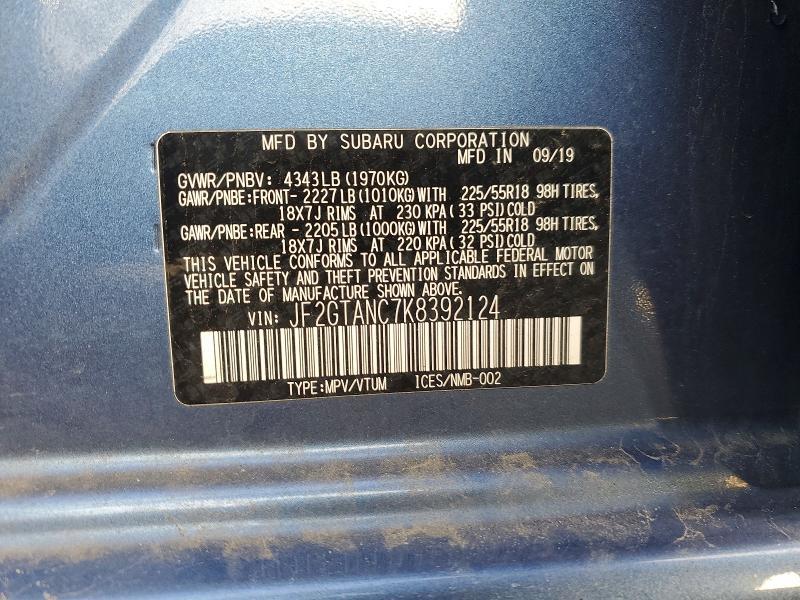 MFD BY SUBARU CORPORATION
MFD IN 09/19
GVWR/PNBV: 4343LB (1970KG)
GAWR/PNBE:FRONT- 2227LB (1010KG)WITH 225/55R18 98H TIRES,
18X7J RIMS AT 230 KPA ( 33 PSI)COLD
GAWR/PNBE:REAR - 2205LB (1000KG)WITH 225/55R18 98H TIRES,
18X7J RIMS AT 220 KPA ( 32 PSI)COLD
THIS VEHICLE CONFORMS TO ALL APPLICABLE FEDERAL MOTOR
VEHICLE SAFETY AND THEFT PREVENTION STANDARDS IN EFFECT ON
THE DATE OF MANUFACTURE SHOWN ABOVE.
VIN: JF2GTANC7K8392124
TYPE:MPV/VTUM ICES/NMB-002